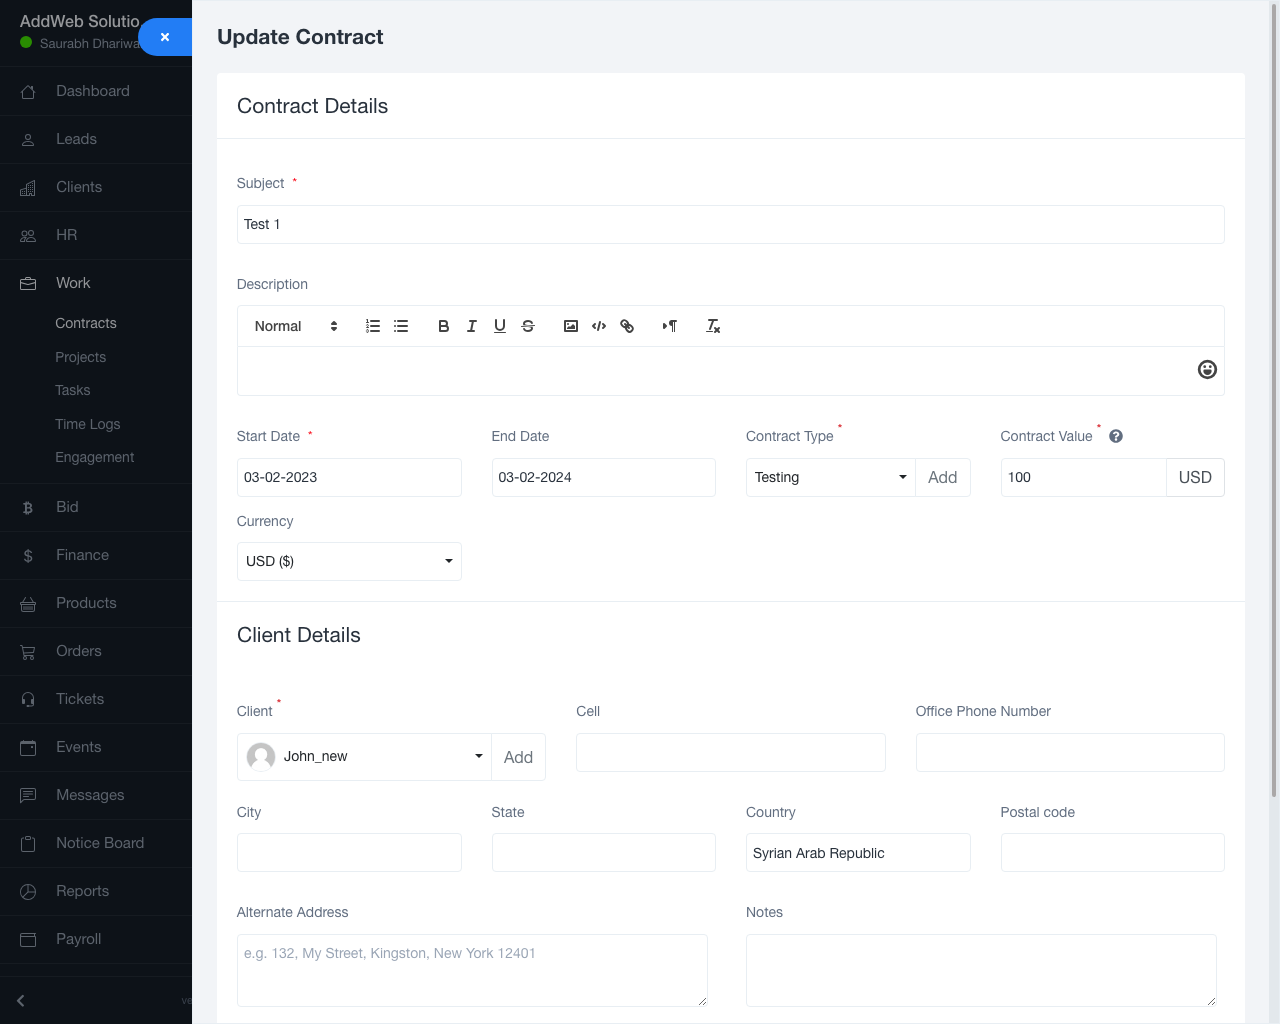 AddWeb Solutio
Saurabh Dhariwa
Dashboard
Leads
Clients
HR
Work
Contracts
Projects
Tasks
Time Logs
Engagement
Bid
Finance
Products
Orders
Tickets
Events
Messages
Notice Board
Reports
Payroll
ve
Update Contract
Contract Details
Subject *
Test 1
Description
Normal
Start Date *
End Date
Contract Type *
Contract Value *
03-02-2023
03-02-2024
Testing
Add
100
USD
Currency
USD ($)
Client Details
Client *
Cell
Office Phone Number
John_new
Add
City
State
Country
Postal code
Syrian Arab Republic
Alternate Address
Notes
e.g. 132, My Street, Kingston, New York 12401